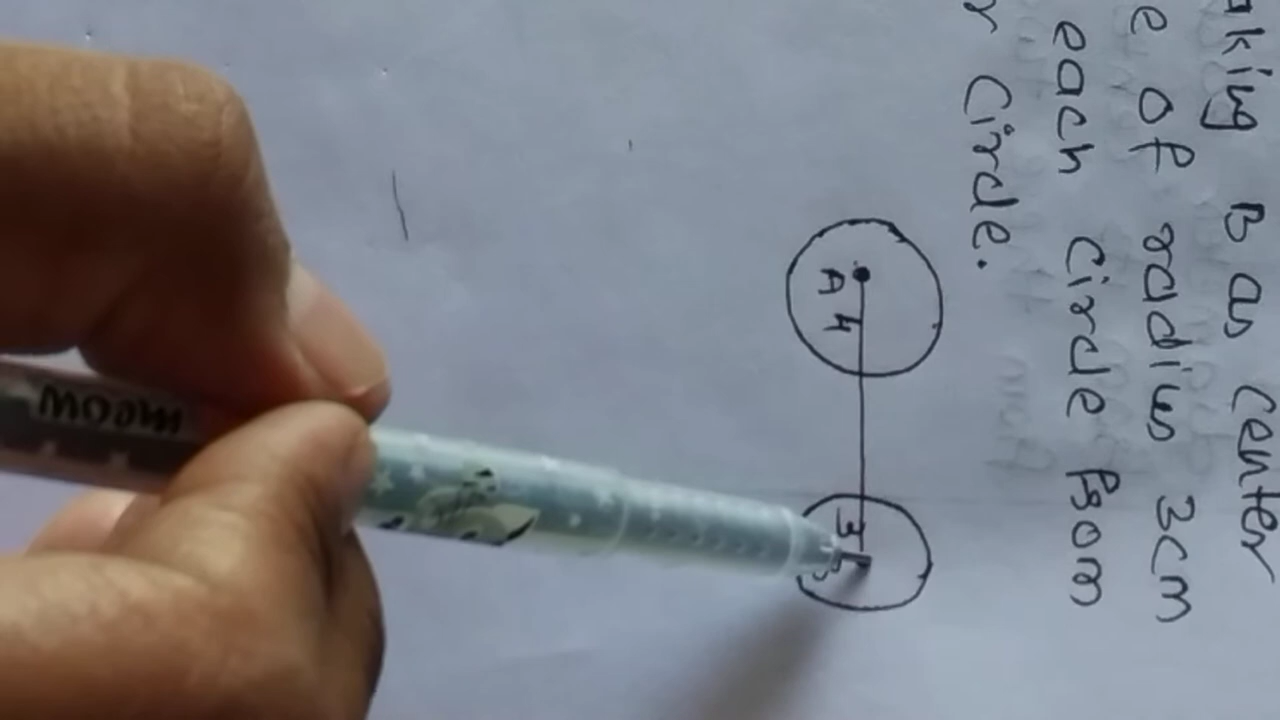 aking B as center
e of radius 3cm
each circle from
r circle.
A 4
3
meow